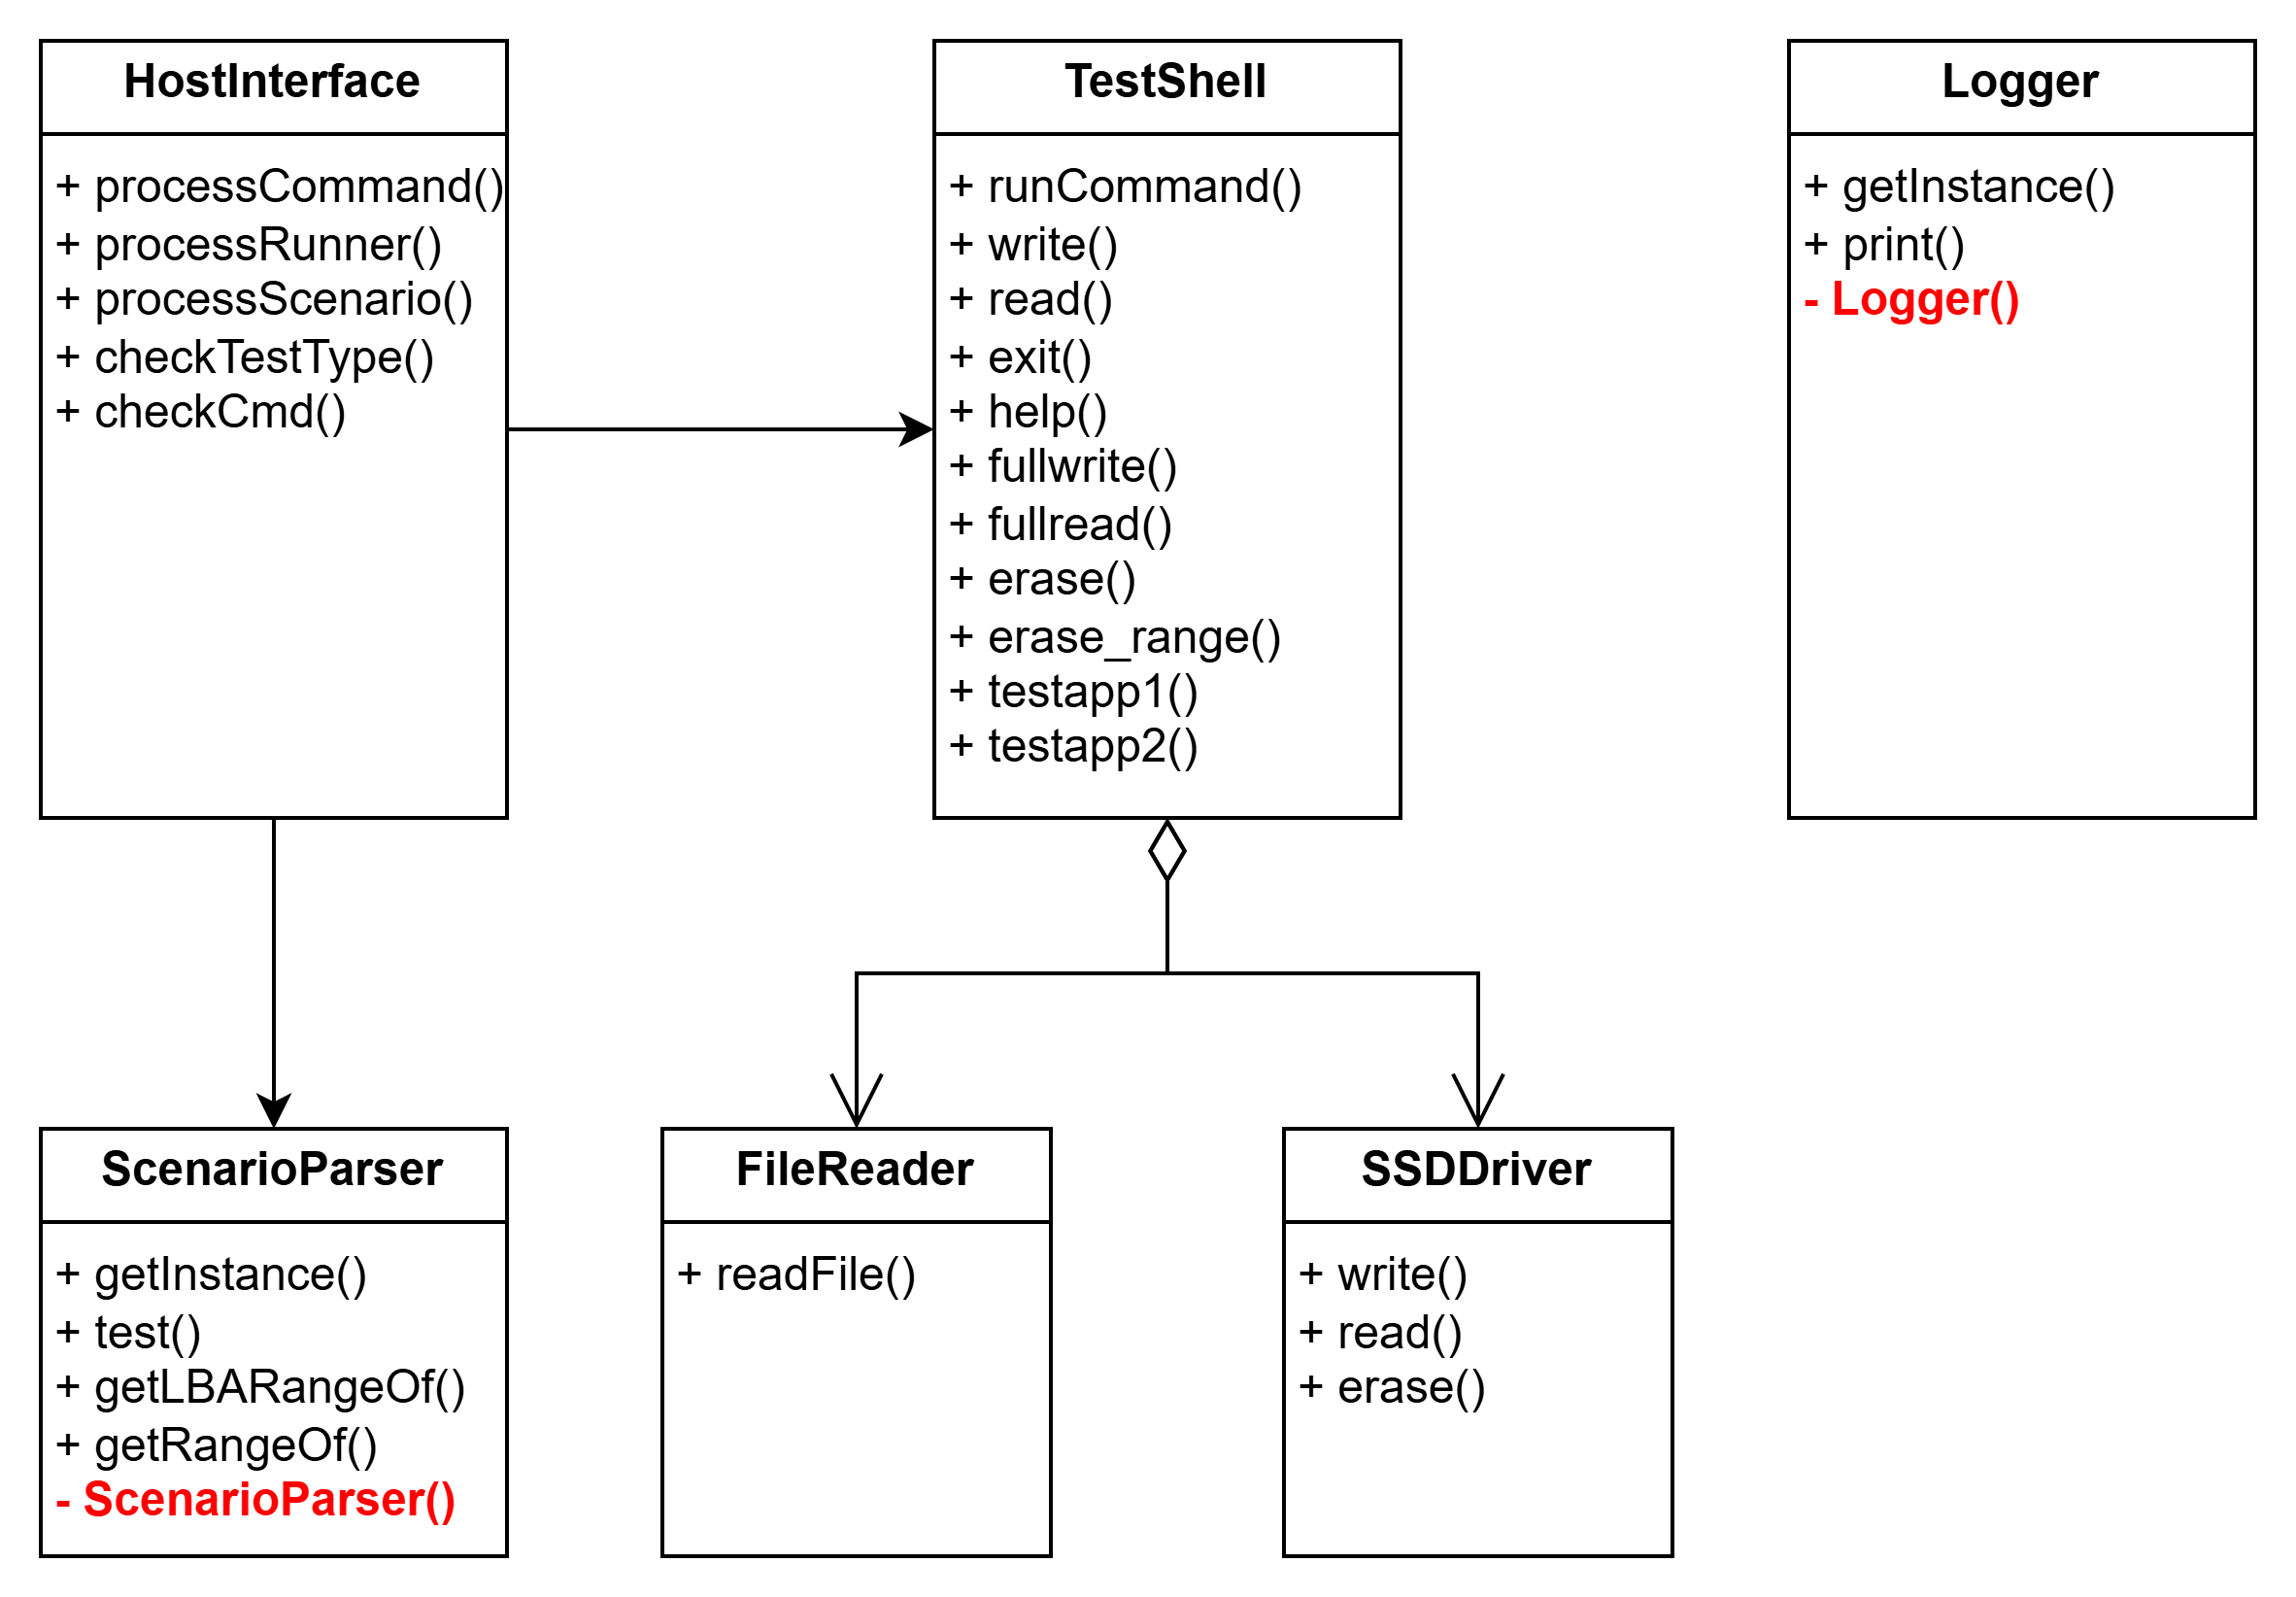 HostInterface
+ processCommand()
+ processRunner()
+ processScenario()
+ checkTestType()
+ checkCmd()
TestShell
+ runCommand()
+ write()
+ read()
+ exit()
+ help()
+ fullwrite()
+ fullread()
+ erase()
+ erase_range()
+ testapp1()
+ testapp2()
Logger
+ getInstance()
+ print()
- Logger()
ScenarioParser
+ getInstance()
+ test()
+ getLBARangeOf()
+ getRangeOf()
- ScenarioParser()
FileReader
+ readFile()
SSDDriver
+ write()
+ read()
+ erase()